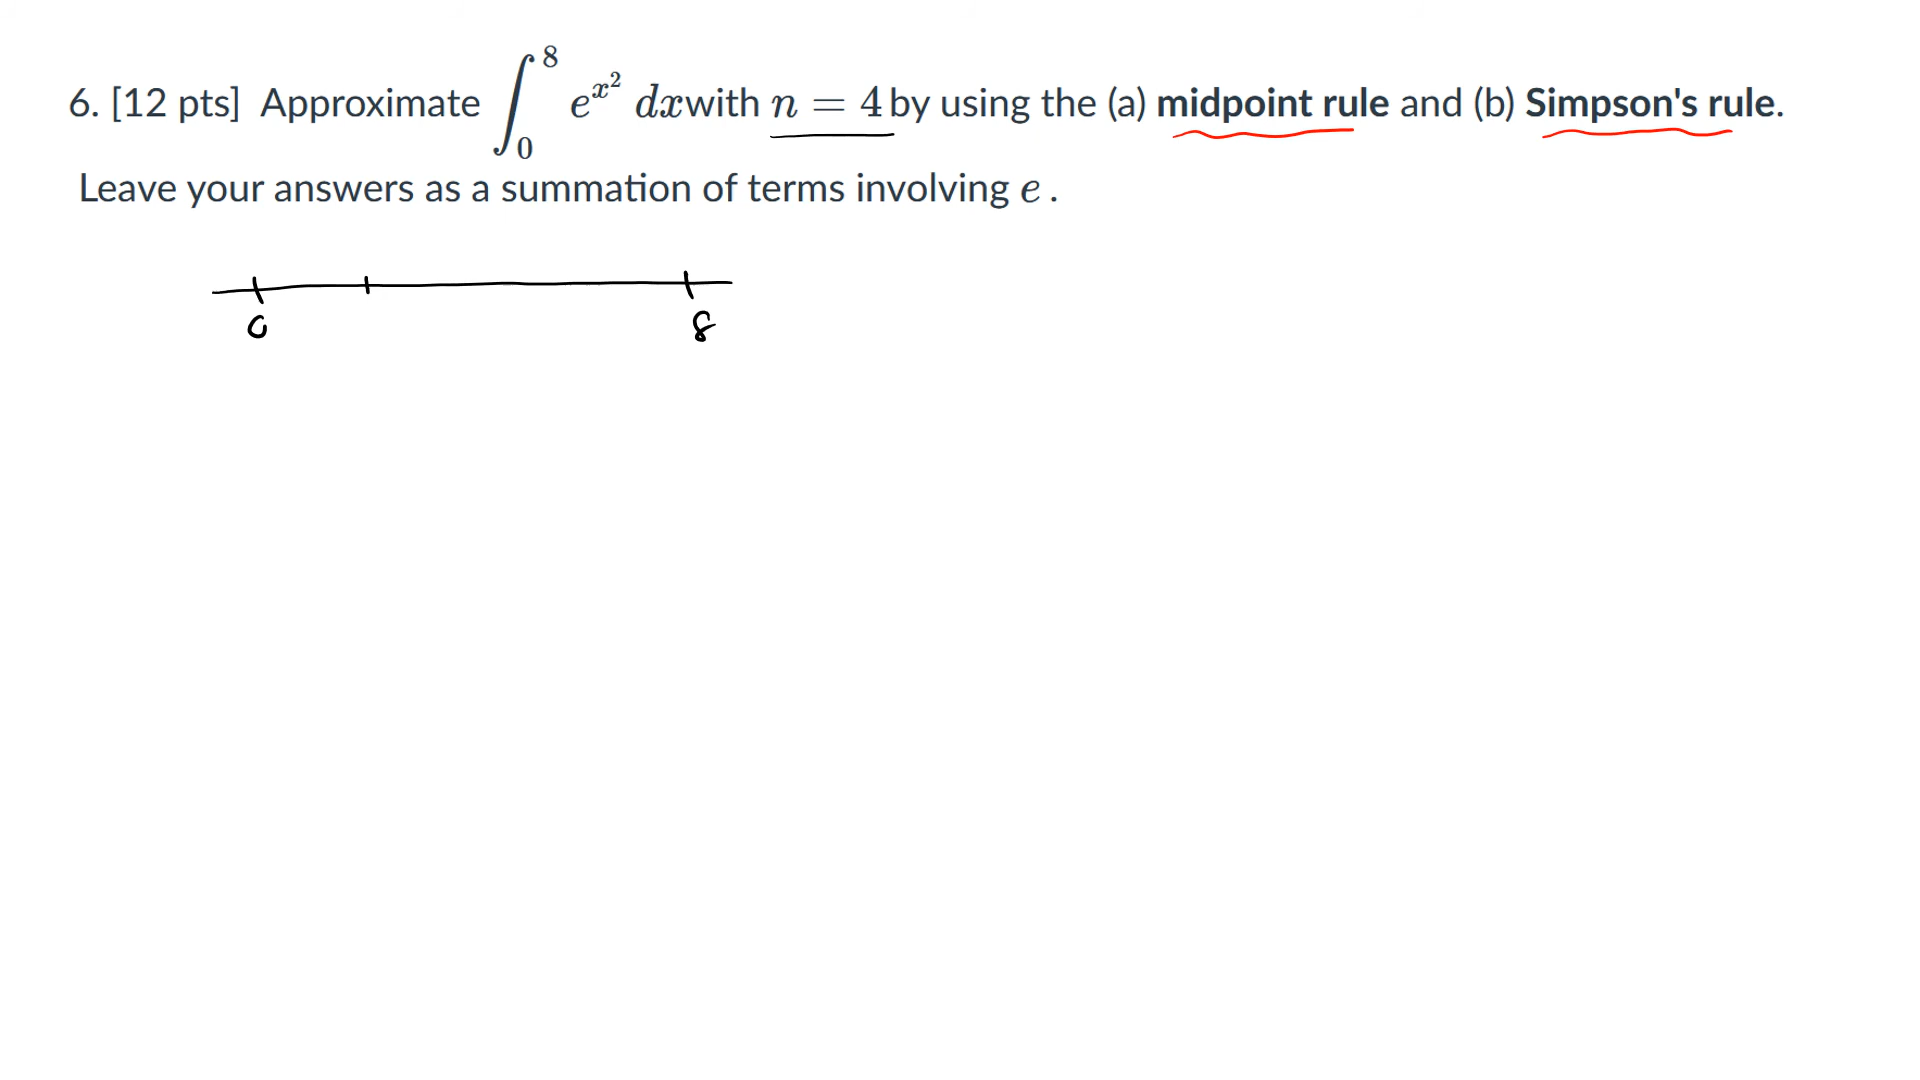 6. [12 pts] Approximate ∫₀⁸ e^{x²} dx with n = 4 by using the (a) midpoint rule and (b) Simpson's rule.
Leave your answers as a summation of terms involving e .
0 8